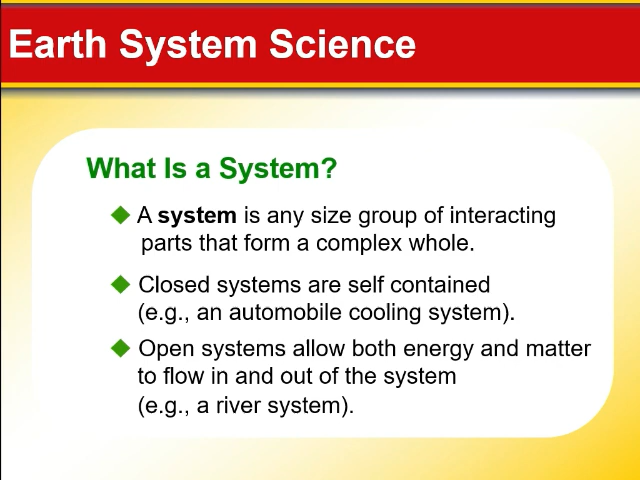 Earth System Science
What Is a System?
A system is any size group of interacting
parts that form a complex whole.
Closed systems are self contained
(e.g., an automobile cooling system).
Open systems allow both energy and matter
to flow in and out of the system
(e.g., a river system).